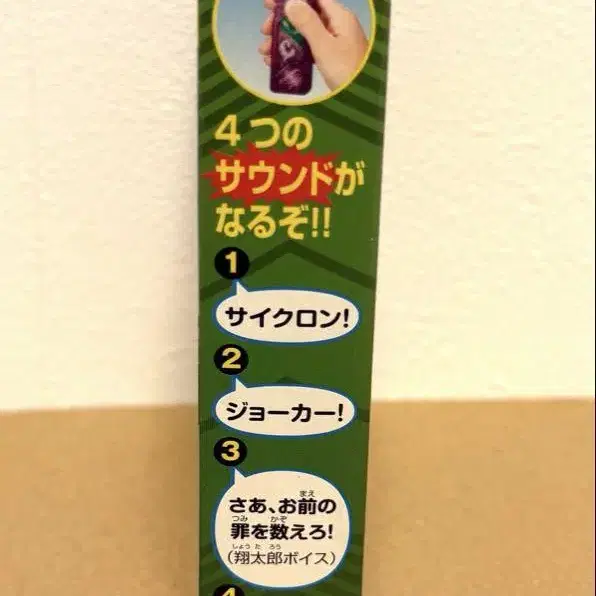 4つの
サウンドが
なるぞ!!
1
サイクロン!
2
ジョーカー!
3
さあ、お前の
罪を数えろ!
(翔太郎ボイス)
4